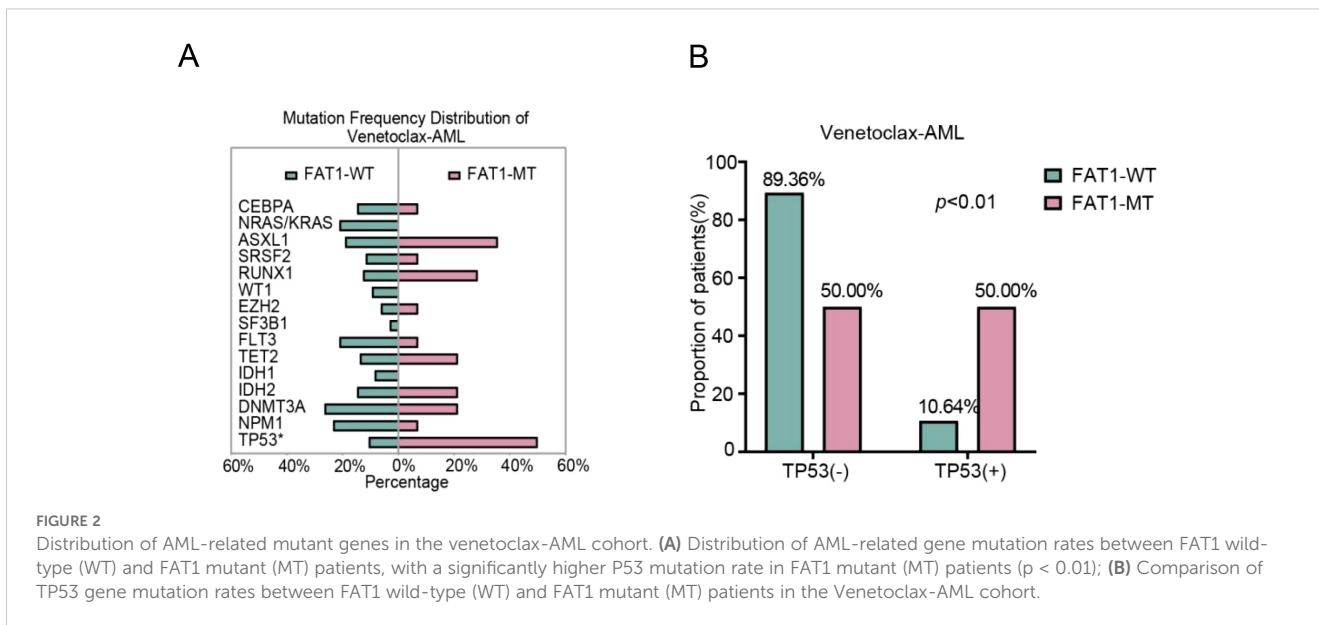 A
Mutation Frequency Distribution of
Venetoclax-AML
FAT1-WT FAT1-MT
CEBPA
NRAS/KRAS
ASXL1
SRSF2
RUNX1
WT1
EZH2
SF3B1
FLT3
TET2
IDH1
IDH2
DNMT3A
NPM1
TP53*
60% 40% 20% 0% 20% 40% 60%
Percentage
B
Venetoclax-AML
Proportion of patients(%)
100
80
60
40
20
0
89.36%
50.00%
10.64%
50.00%
p<0.01
FAT1-WT
FAT1-MT
TP53(-) TP53(+)
FIGURE 2
Distribution of AML-related mutant genes in the venetoclax-AML cohort. (A) Distribution of AML-related gene mutation rates between FAT1 wild-
type (WT) and FAT1 mutant (MT) patients, with a significantly higher P53 mutation rate in FAT1 mutant (MT) patients (p < 0.01); (B) Comparison of
TP53 gene mutation rates between FAT1 wild-type (WT) and FAT1 mutant (MT) patients in the Venetoclax-AML cohort.